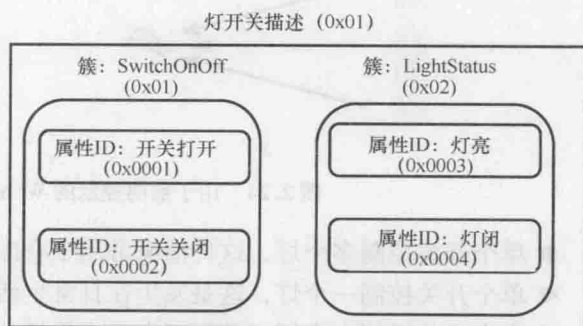 灯开关描述（0x01）
簇：SwitchOnOff
(0x01)
属性ID：开关打开
(0x0001)
属性ID：开关关闭
(0x0002)
簇：LightStatus
(0x02)
属性ID：灯亮
(0x0003)
属性ID：灯闭
(0x0004)